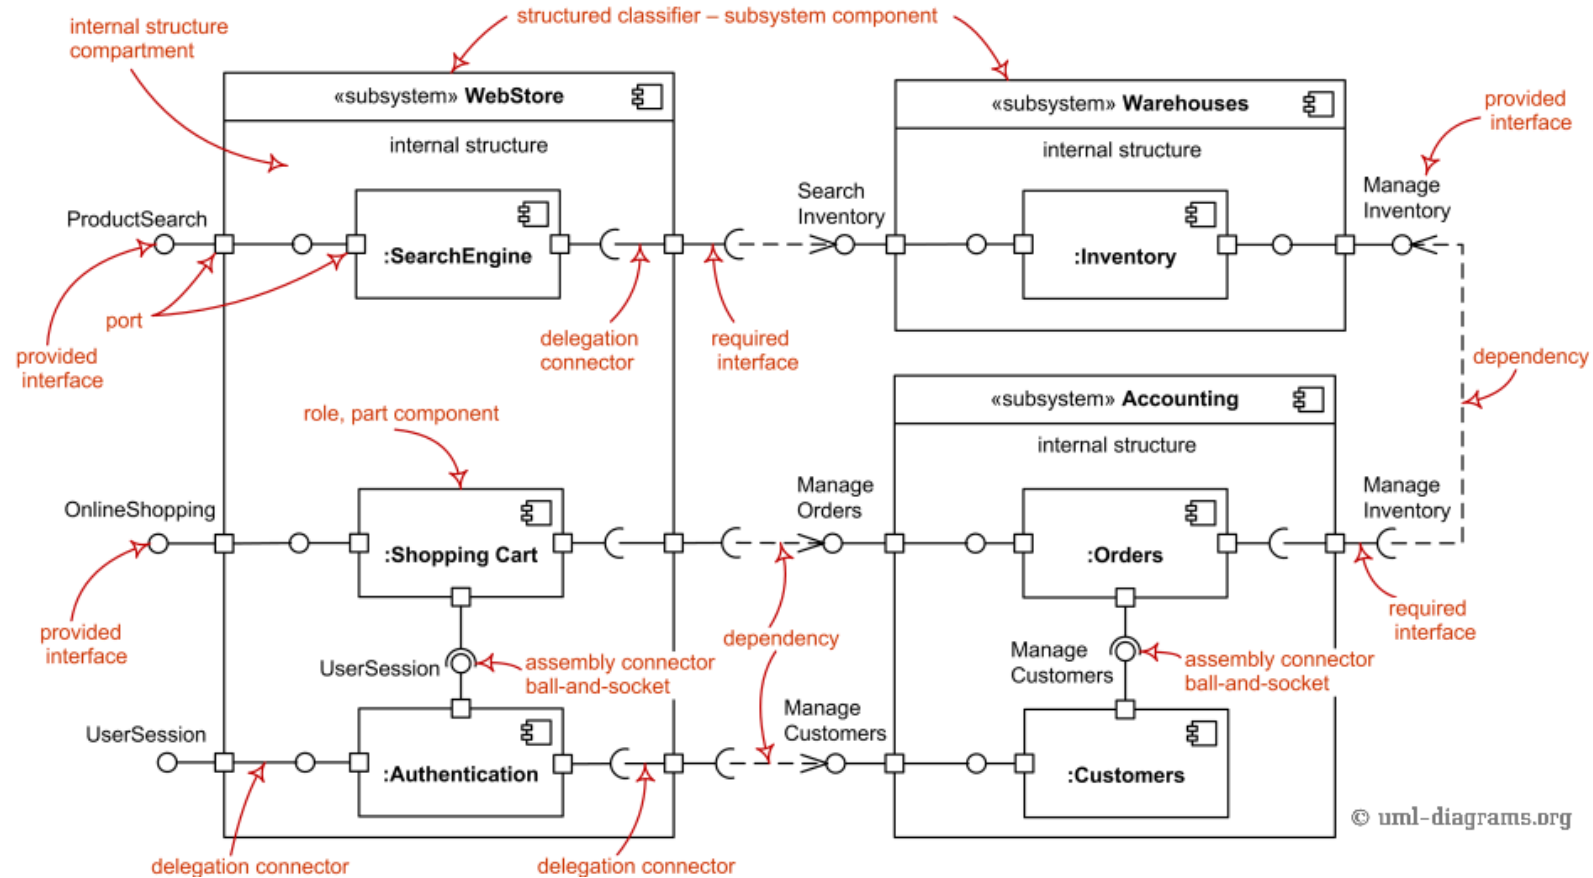 structured classifier – subsystem component
internal structure
compartment
«subsystem» WebStore
internal structure
ProductSearch
:SearchEngine
port
provided
interface
delegation
connector
required
interface
role, part component
OnlineShopping
:Shopping Cart
provided
interface
UserSession
assembly connector
ball-and-socket
UserSession
:Authentication
delegation connector
delegation connector
Search
Inventory
«subsystem» Warehouses
internal structure
:Inventory
provided
interface
Manage
Inventory
dependency
«subsystem» Accounting
internal structure
Manage
Orders
:Orders
Manage
Inventory
required
interface
dependency
Manage
Customers
assembly connector
ball-and-socket
Manage
Customers
:Customers
© uml-diagrams.org